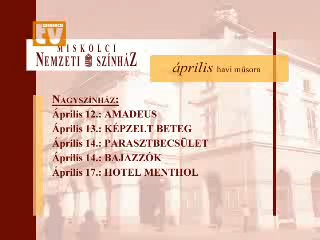 tv
MISKOLCI
NEMZETI SZÍNHÁZ
április havi műsora
NAGYSZÍNHÁZ:
Április 12.: AMADEUS
Április 13.: KÉPZELT BETEG
Április 14.: PARASZTBECSÜLET
Április 14.: BAJAZZÓK
Április 17.: HOTEL MENTHOL